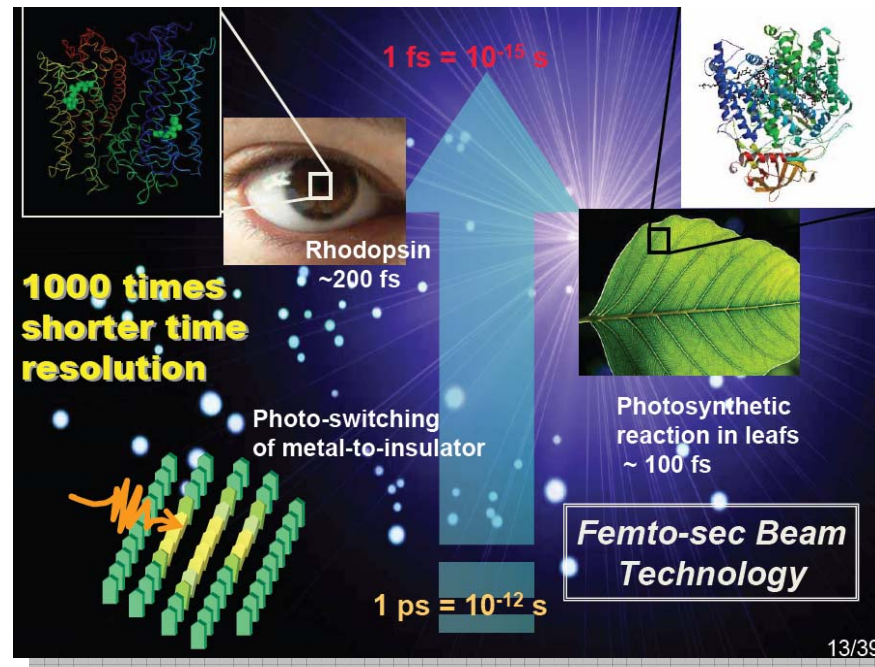 1 fs = 10⁻¹⁵ s
Rhodopsin
~200 fs
1000 times
shorter time
resolution
Photo-switching
of metal-to-insulator
Photosynthetic
reaction in leafs
~ 100 fs
Femto-sec Beam
Technology
1 ps = 10⁻¹² s
13/39